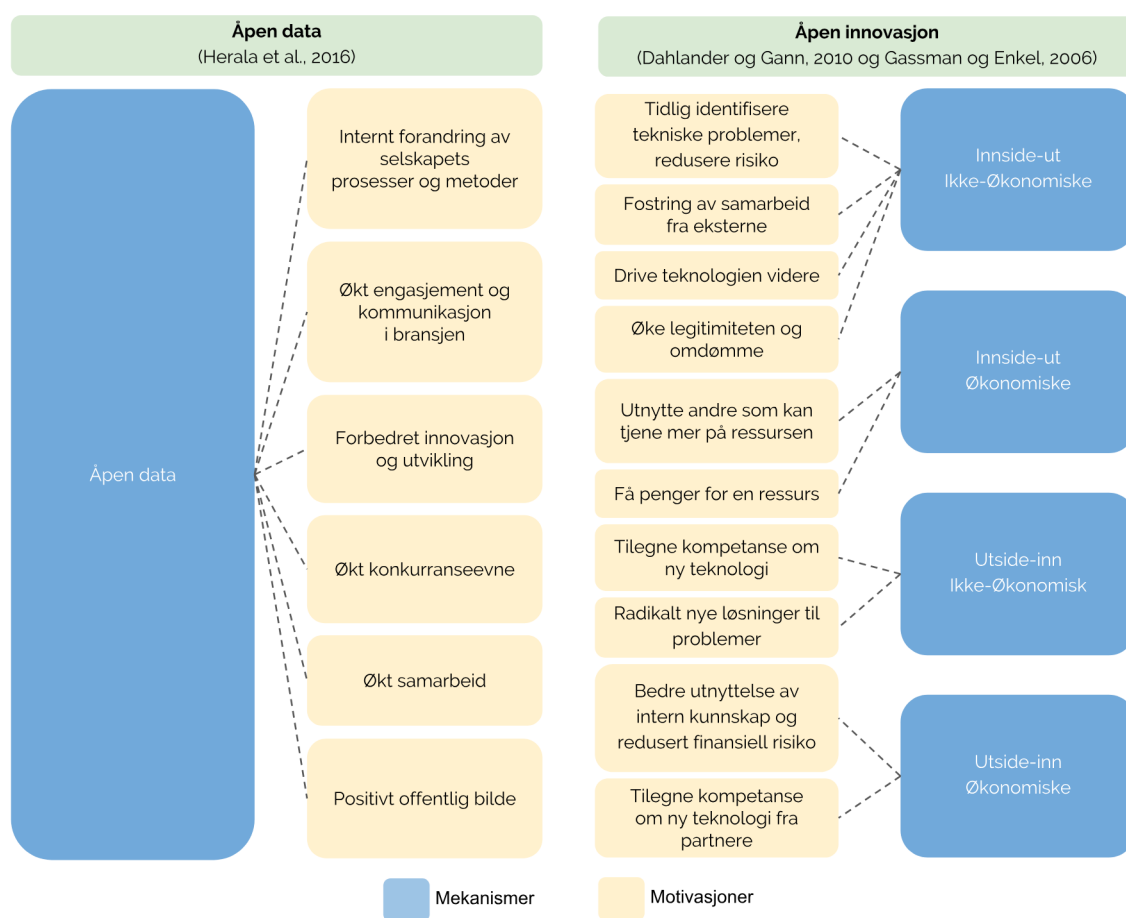 Åpen data
(Herala et al., 2016)
Åpen data
Internt forandring av
selskapets
prosesser og metoder
Økt engasjement og
kommunikasjon
i bransjen
Forbedret innovasjon
og utvikling
Økt konkurranseevne
Økt samarbeid
Positivt offentlig bilde
Åpen innovasjon
(Dahlander og Gann, 2010 og Gassman og Enkel, 2006)
Tidlig identifisere
tekniske problemer,
redusere risiko
Fostring av samarbeid
fra eksterne
Drive teknologien videre
Øke legitimiteten og
omdømme
Utnytte andre som kan
tjene mer på ressursen
Få penger for en ressurs
Tilegne kompetanse om
ny teknologi
Radikalt nye løsninger til
problemer
Bedre utnyttelse av
intern kunnskap og
redusert finansiell risiko
Tilegne kompetanse
om ny teknologi fra
partnere
Innside-ut
Ikke-Økonomiske
Innside-ut
Økonomiske
Utside-inn
Ikke-Økonomisk
Utside-inn
Økonomiske
Mekanismer
Motivasjoner